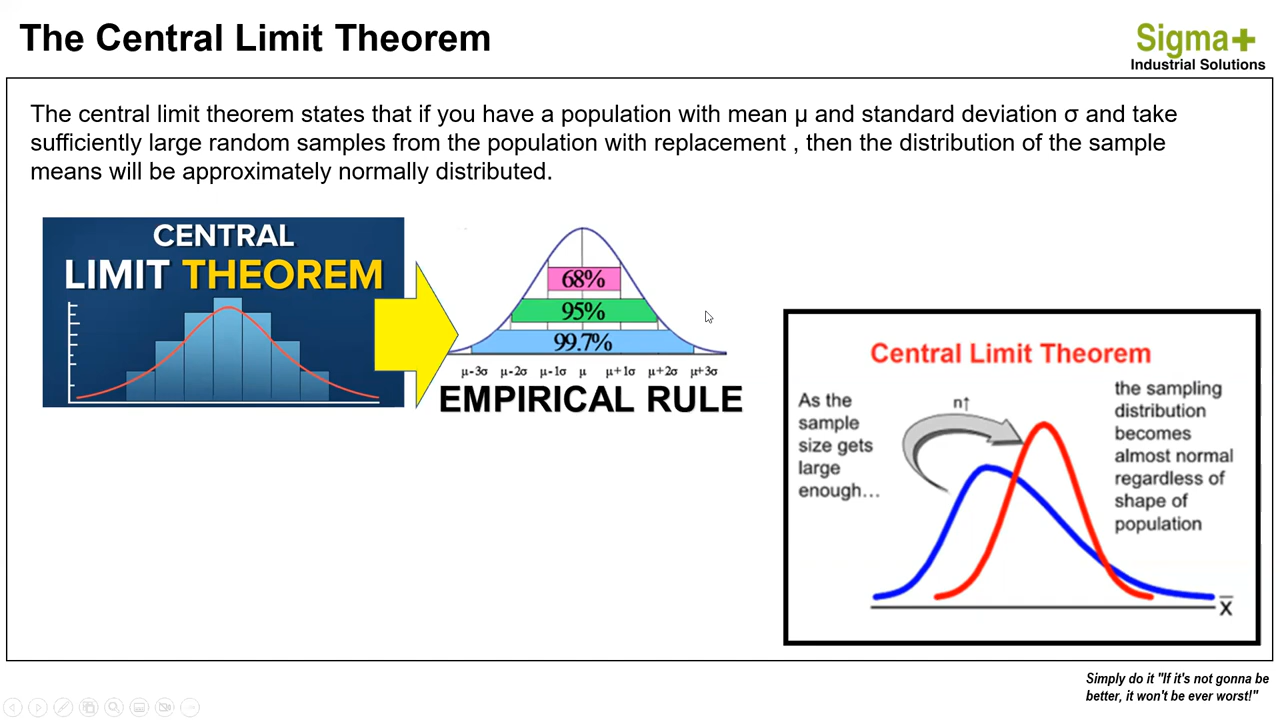 The Central Limit Theorem
Sigma+
Industrial Solutions
The central limit theorem states that if you have a population with mean μ and standard deviation σ and take
sufficiently large random samples from the population with replacement , then the distribution of the sample
means will be approximately normally distributed.
CENTRAL
LIMIT THEOREM
68%
95%
99.7%
μ-3σ μ-2σ μ-1σ μ μ+1σ μ+2σ μ+3σ
EMPIRICAL RULE
Central Limit Theorem
As the
sample
size gets
large
enough…
n↑
the sampling
distribution
becomes
almost normal
regardless of
shape of
population
x̅
Simply do it "If it's not gonna be
better, it won't be ever worst!"